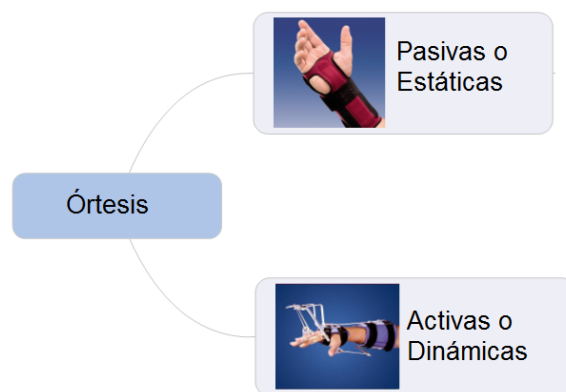 Pasivas o
Estáticas
Órtesis
Activas o
Dinámicas